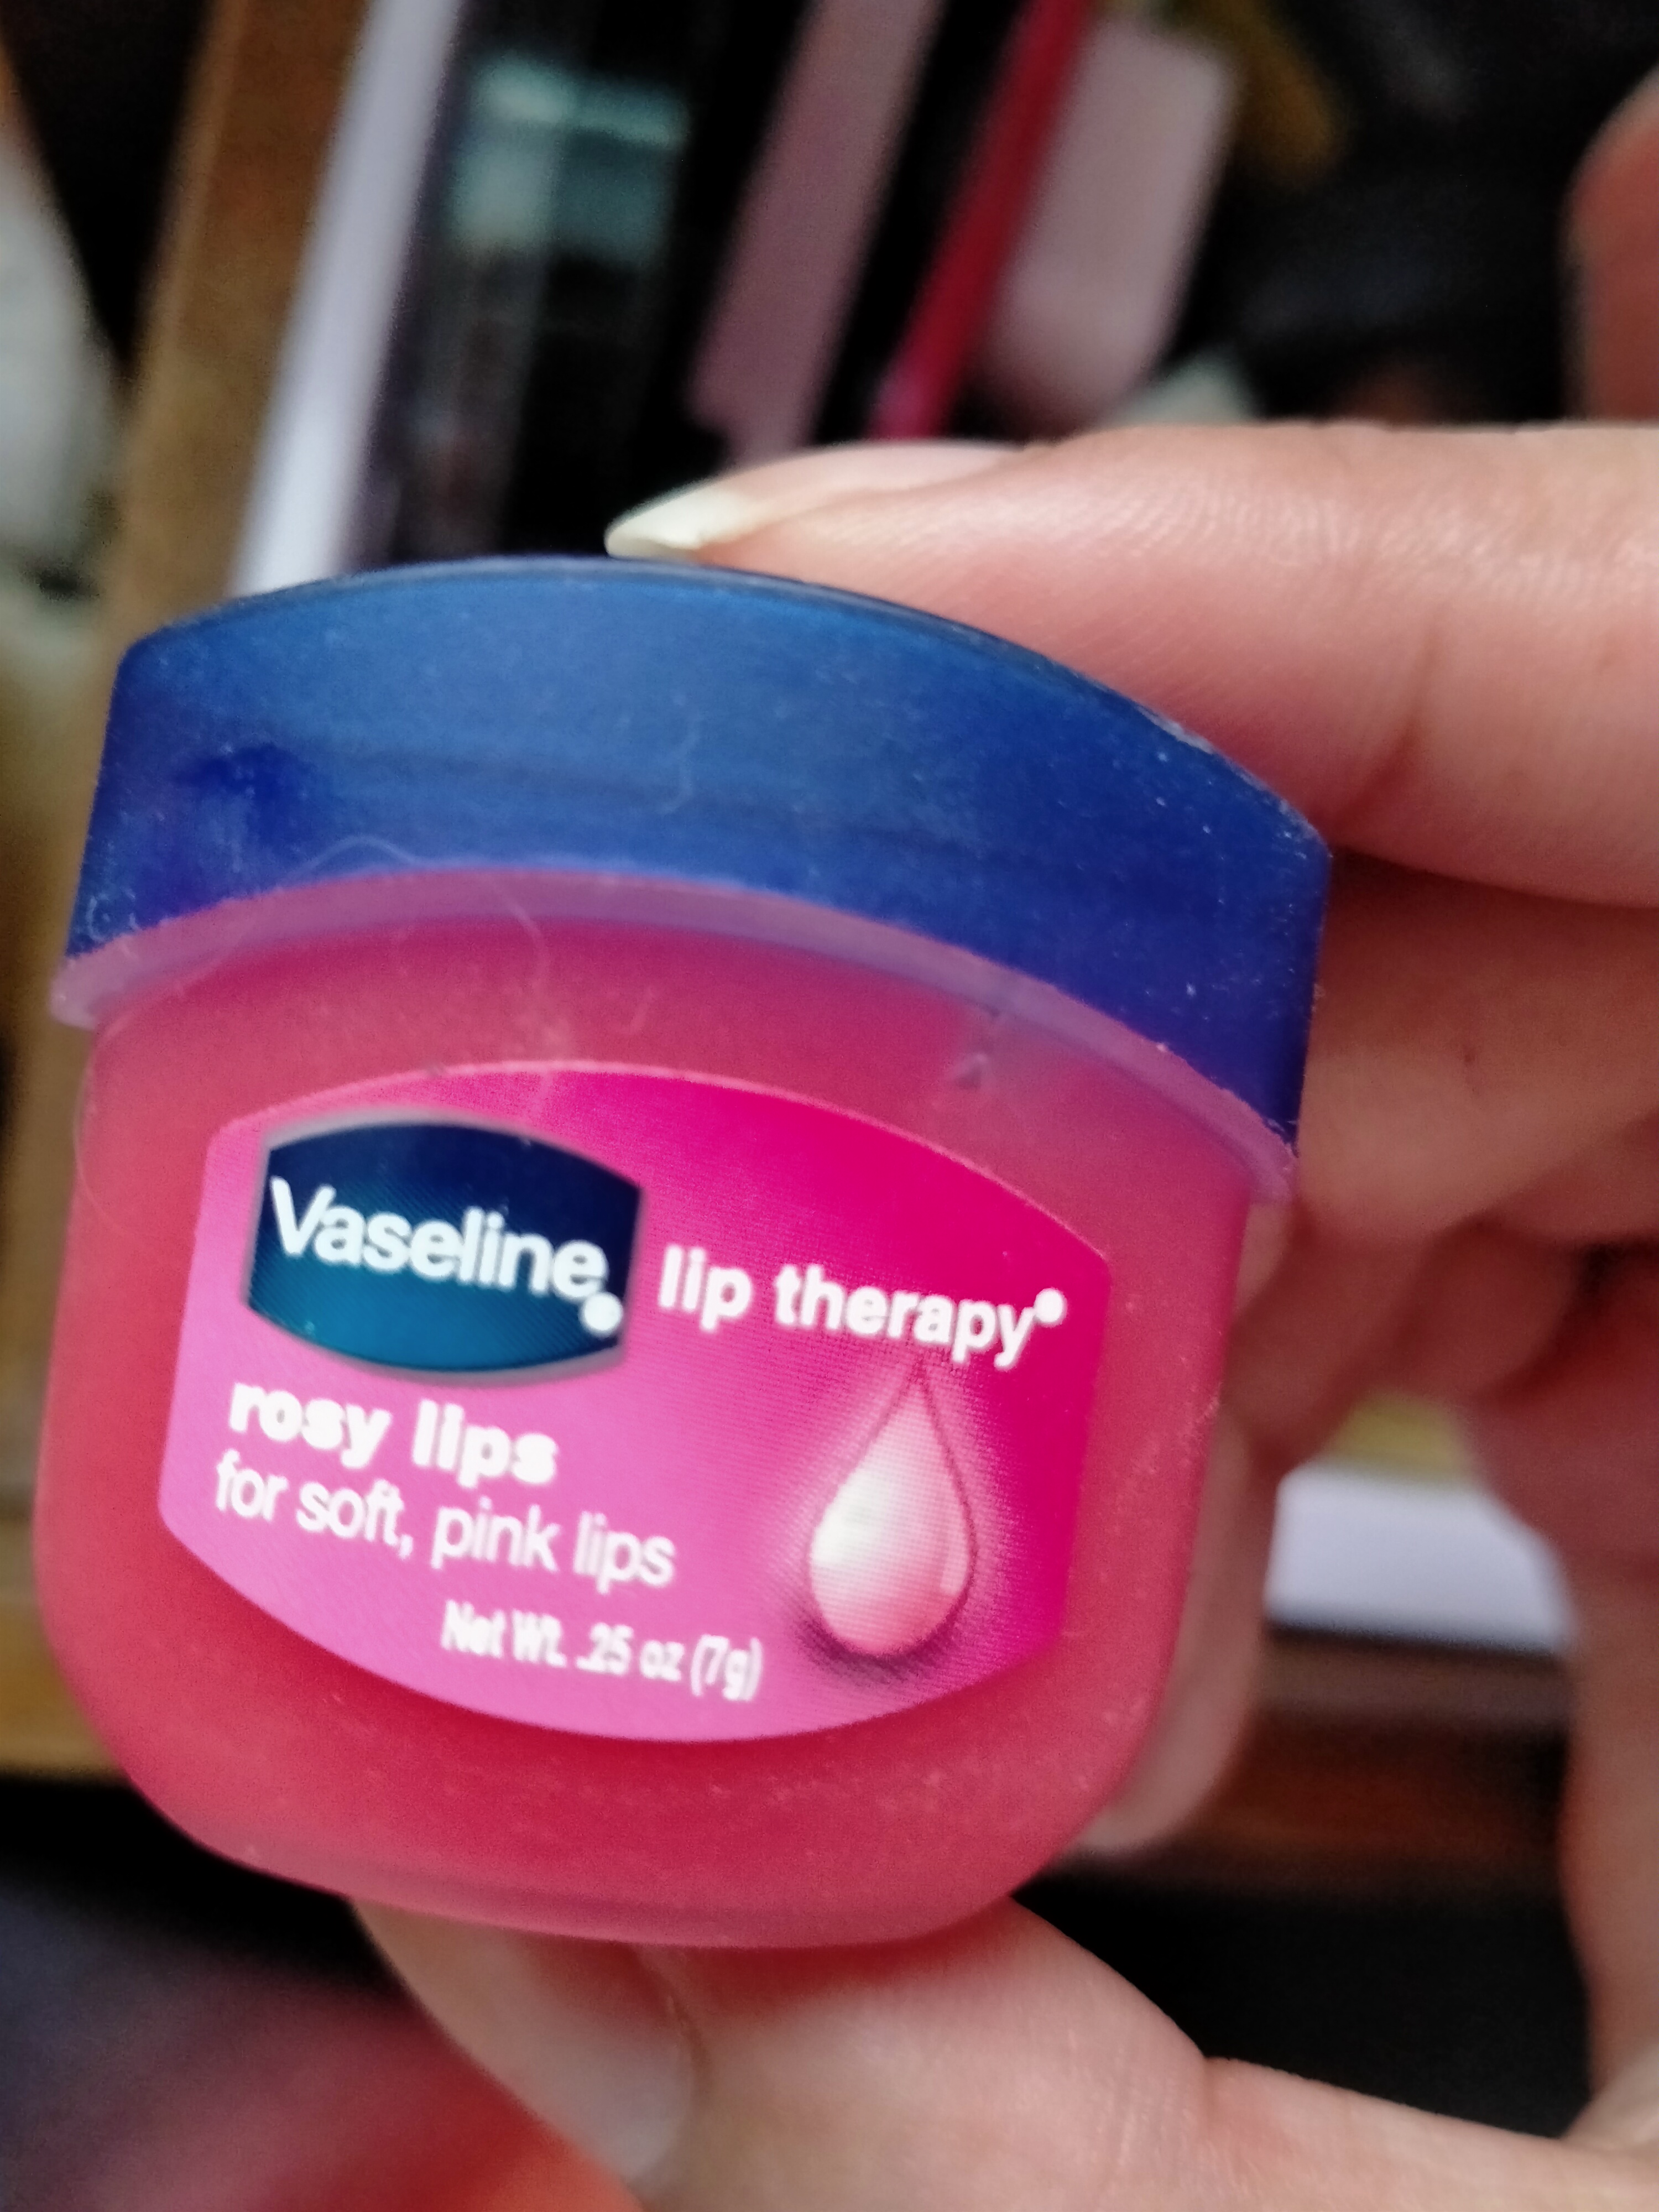 Vaseline
lip therapy
rosy lips
for soft, pink lips
Net Wt. .25 oz (7g)